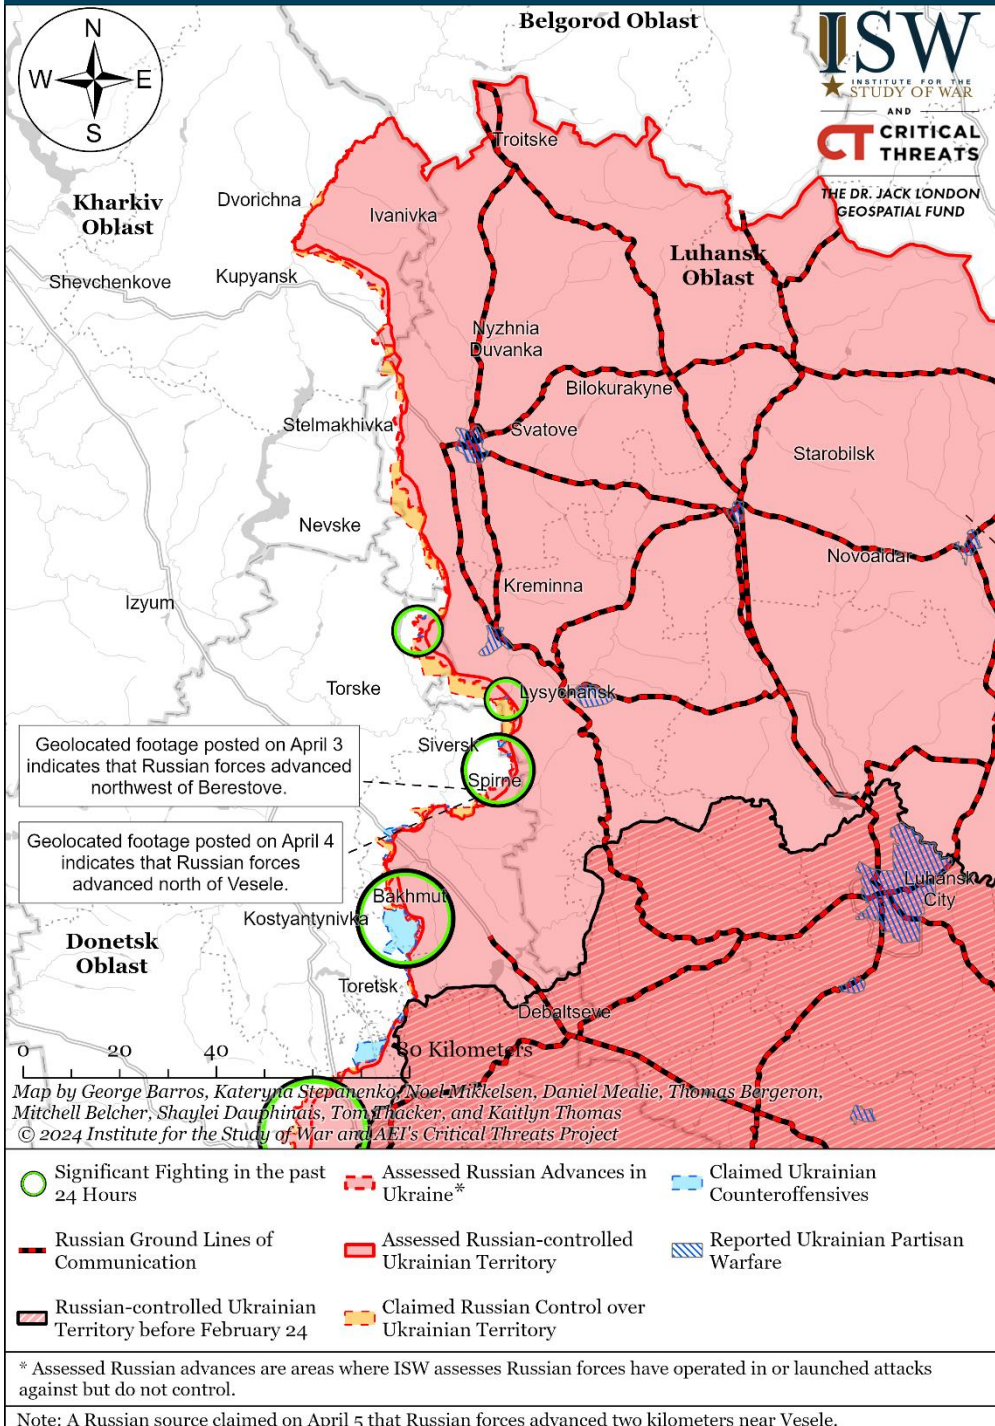 Belgorod Oblast
N
W E
S
ISW
INSTITUTE FOR THE
STUDY OF WAR
AND
CT CRITICAL
THREATS
THE DR. JACK LONDON
GEOSPATIAL FUND
Troitske
Kharkiv
Oblast
Dvorichna
Ivanivka
Luhansk
Oblast
Shevchenkove
Kupyansk
Nyzhnia
Duvanka
Bilokurakyne
Stelmakhivka
Svatove
Starobilsk
Nevske
Novoaidar
Kreminna
Izyum
Torske
Lysychansk
Geolocated footage posted on April 3
indicates that Russian forces advanced
northwest of Berestove.
Siversk
Spirne
Geolocated footage posted on April 4
indicates that Russian forces
advanced north of Vesele.
Bakhmut
Luhansk
City
Kostyantynivka
Donetsk
Oblast
Toretsk
Debaltseve
0 20 40 80 Kilometers
Map by George Barros, Kateryna Stepanenko, Noel Mikkelsen, Daniel Mealie, Thomas Bergeron,
Mitchell Belcher, Shaylei Dauphinais, Tom Thacker, and Kaitlyn Thomas
© 2024 Institute for the Study of War and AEI's Critical Threats Project
Significant Fighting in the past
24 Hours
Assessed Russian Advances in
Ukraine*
Claimed Ukrainian
Counteroffensives
Russian Ground Lines of
Communication
Assessed Russian-controlled
Ukrainian Territory
Reported Ukrainian Partisan
Warfare
Russian-controlled Ukrainian
Territory before February 24
Claimed Russian Control over
Ukrainian Territory
* Assessed Russian advances are areas where ISW assesses Russian forces have operated in or launched attacks
against but do not control.
Note: A Russian source claimed on April 5 that Russian forces advanced two kilometers near Vesele.